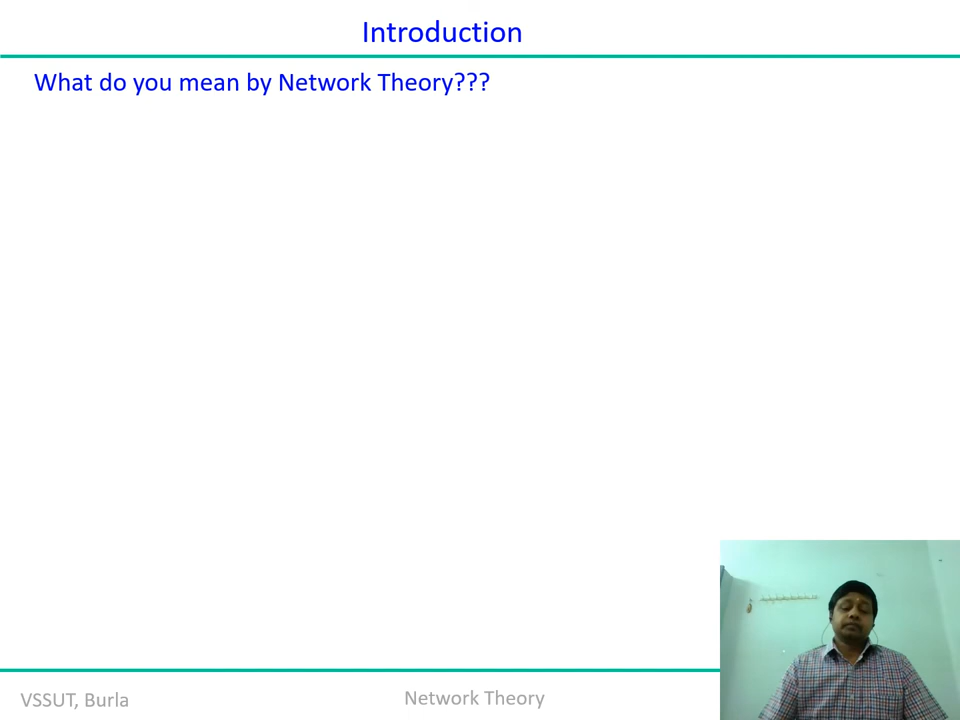 Introduction
What do you mean by Network Theory???
VSSUT, Burla
Network Theory